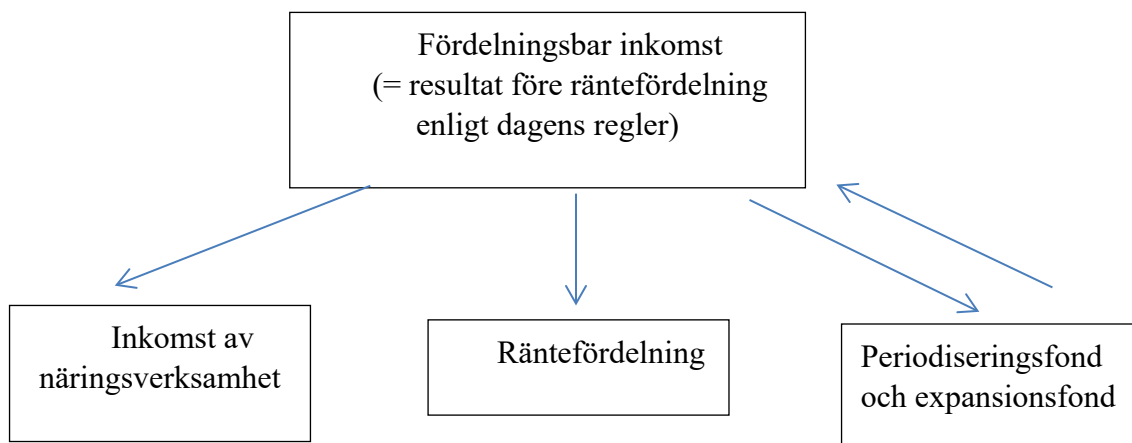 Fördelningsbar inkomst
(= resultat före räntefördelning
enligt dagens regler)
Inkomst av
näringsverksamhet
Räntefördelning
Periodiseringsfond
och expansionsfond